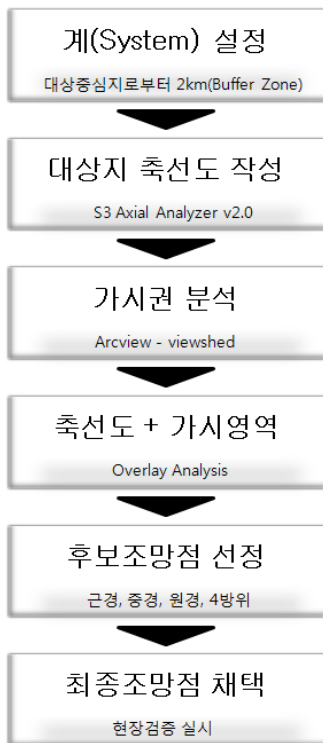 계(System) 설정
대상중심지로부터 2km(Buffer Zone)
대상지 축선도 작성
S3 Axial Analyzer v2.0
가시권 분석
Arcview - viewshed
축선도 + 가시영역
Overlay Analysis
후보조망점 선정
근경, 중경, 원경, 4방위
최종조망점 채택
현장검증 실시